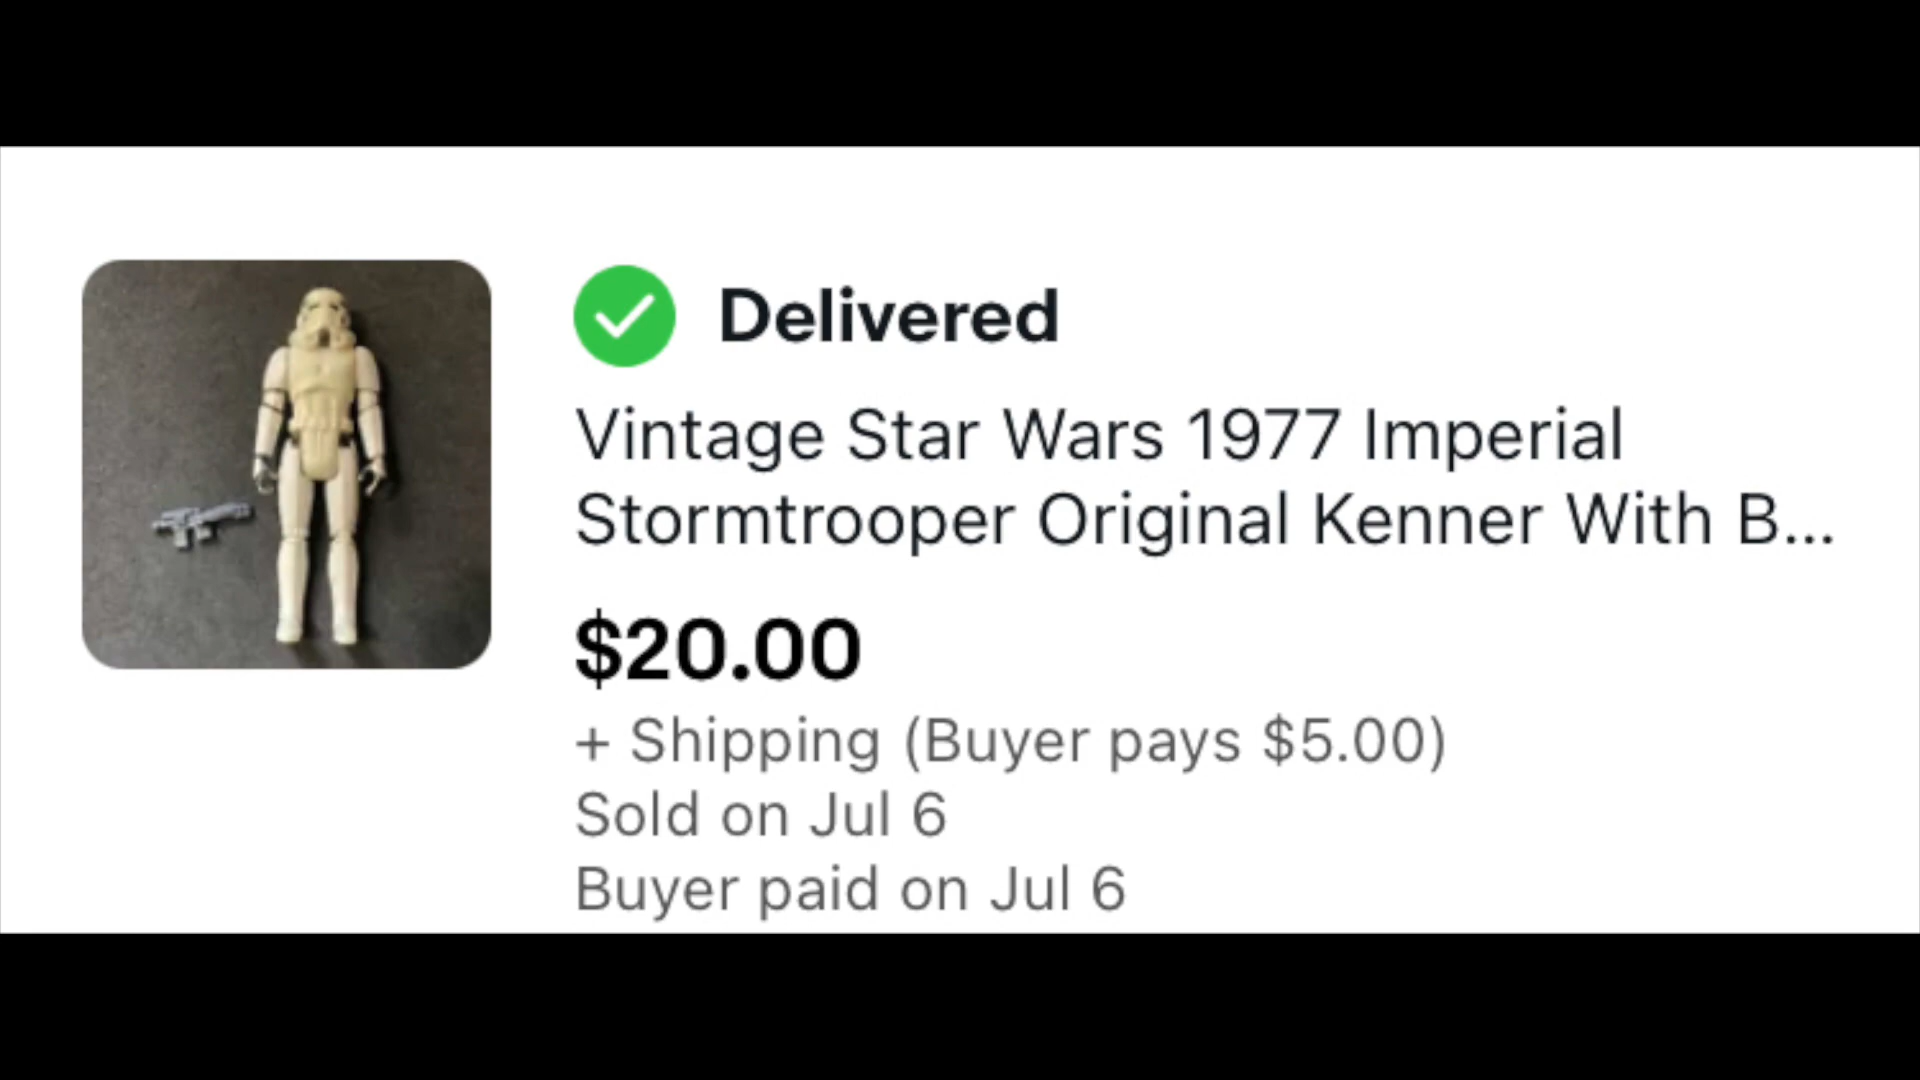 Delivered
Vintage Star Wars 1977 Imperial
Stormtrooper Original Kenner With B...
$20.00
+ Shipping (Buyer pays $5.00)
Sold on Jul 6
Buyer paid on Jul 6